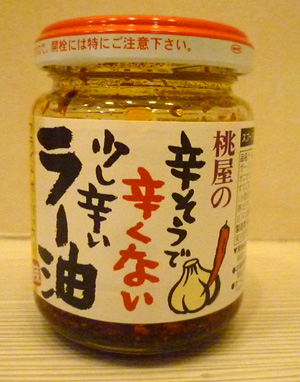 開栓には特にご注意下さい。
桃屋の
辛そうで
辛くない
少し辛い
ラー油